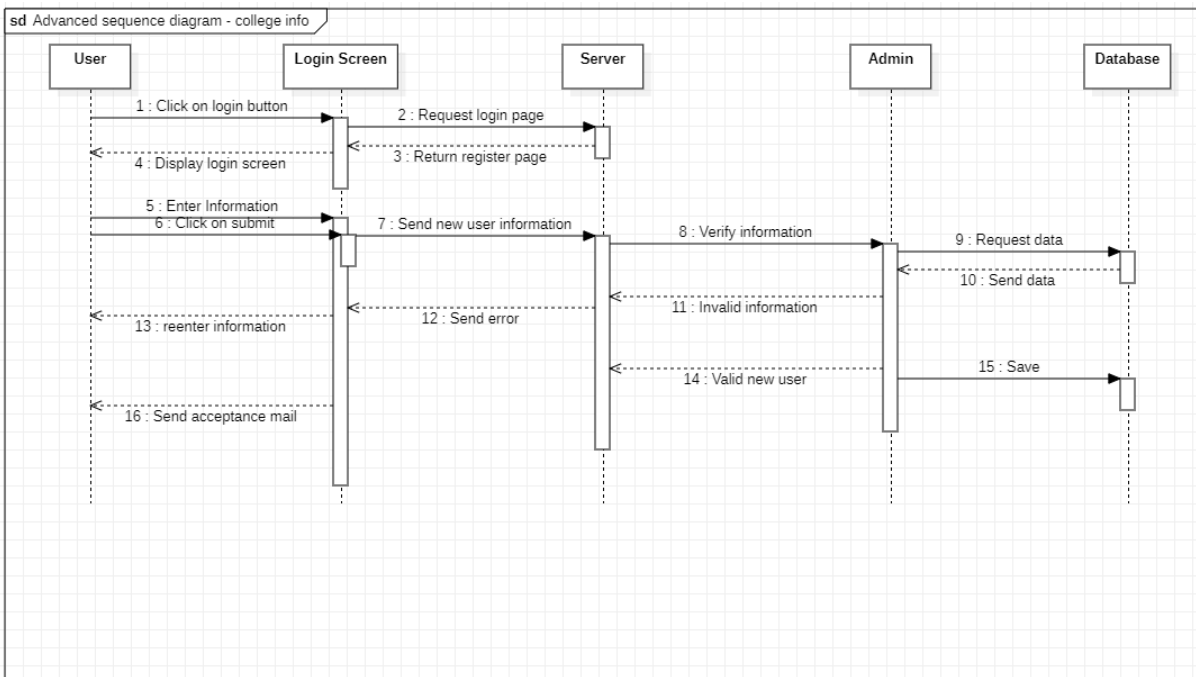 sd Advanced sequence diagram - college info
User
Login Screen
Server
Admin
Database
1 : Click on login button
2 : Request login page
3 : Return register page
4 : Display login screen
5 : Enter Information
6 : Click on submit
7 : Send new user information
8 : Verify information
9 : Request data
10 : Send data
11 : Invalid information
12 : Send error
13 : reenter information
14 : Valid new user
15 : Save
16 : Send acceptance mail